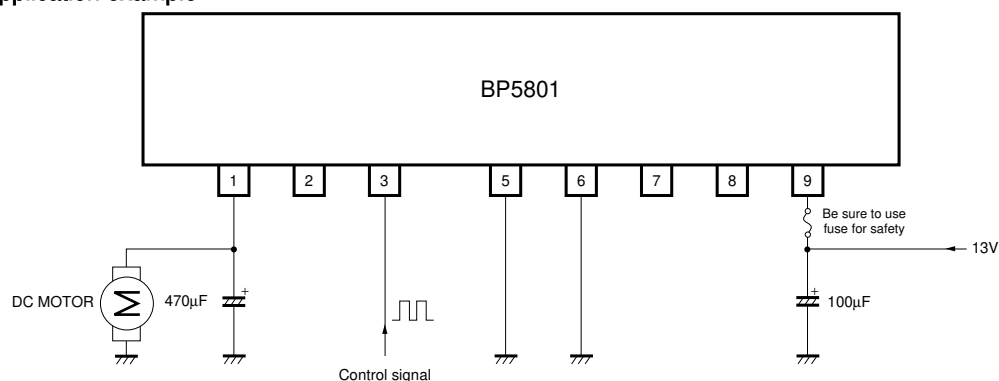 BP5801
1 2 3 5 6 7 8 9
Be sure to use
fuse for safety
13V
DC MOTOR
M
470μF
+
+
100μF
Control signal